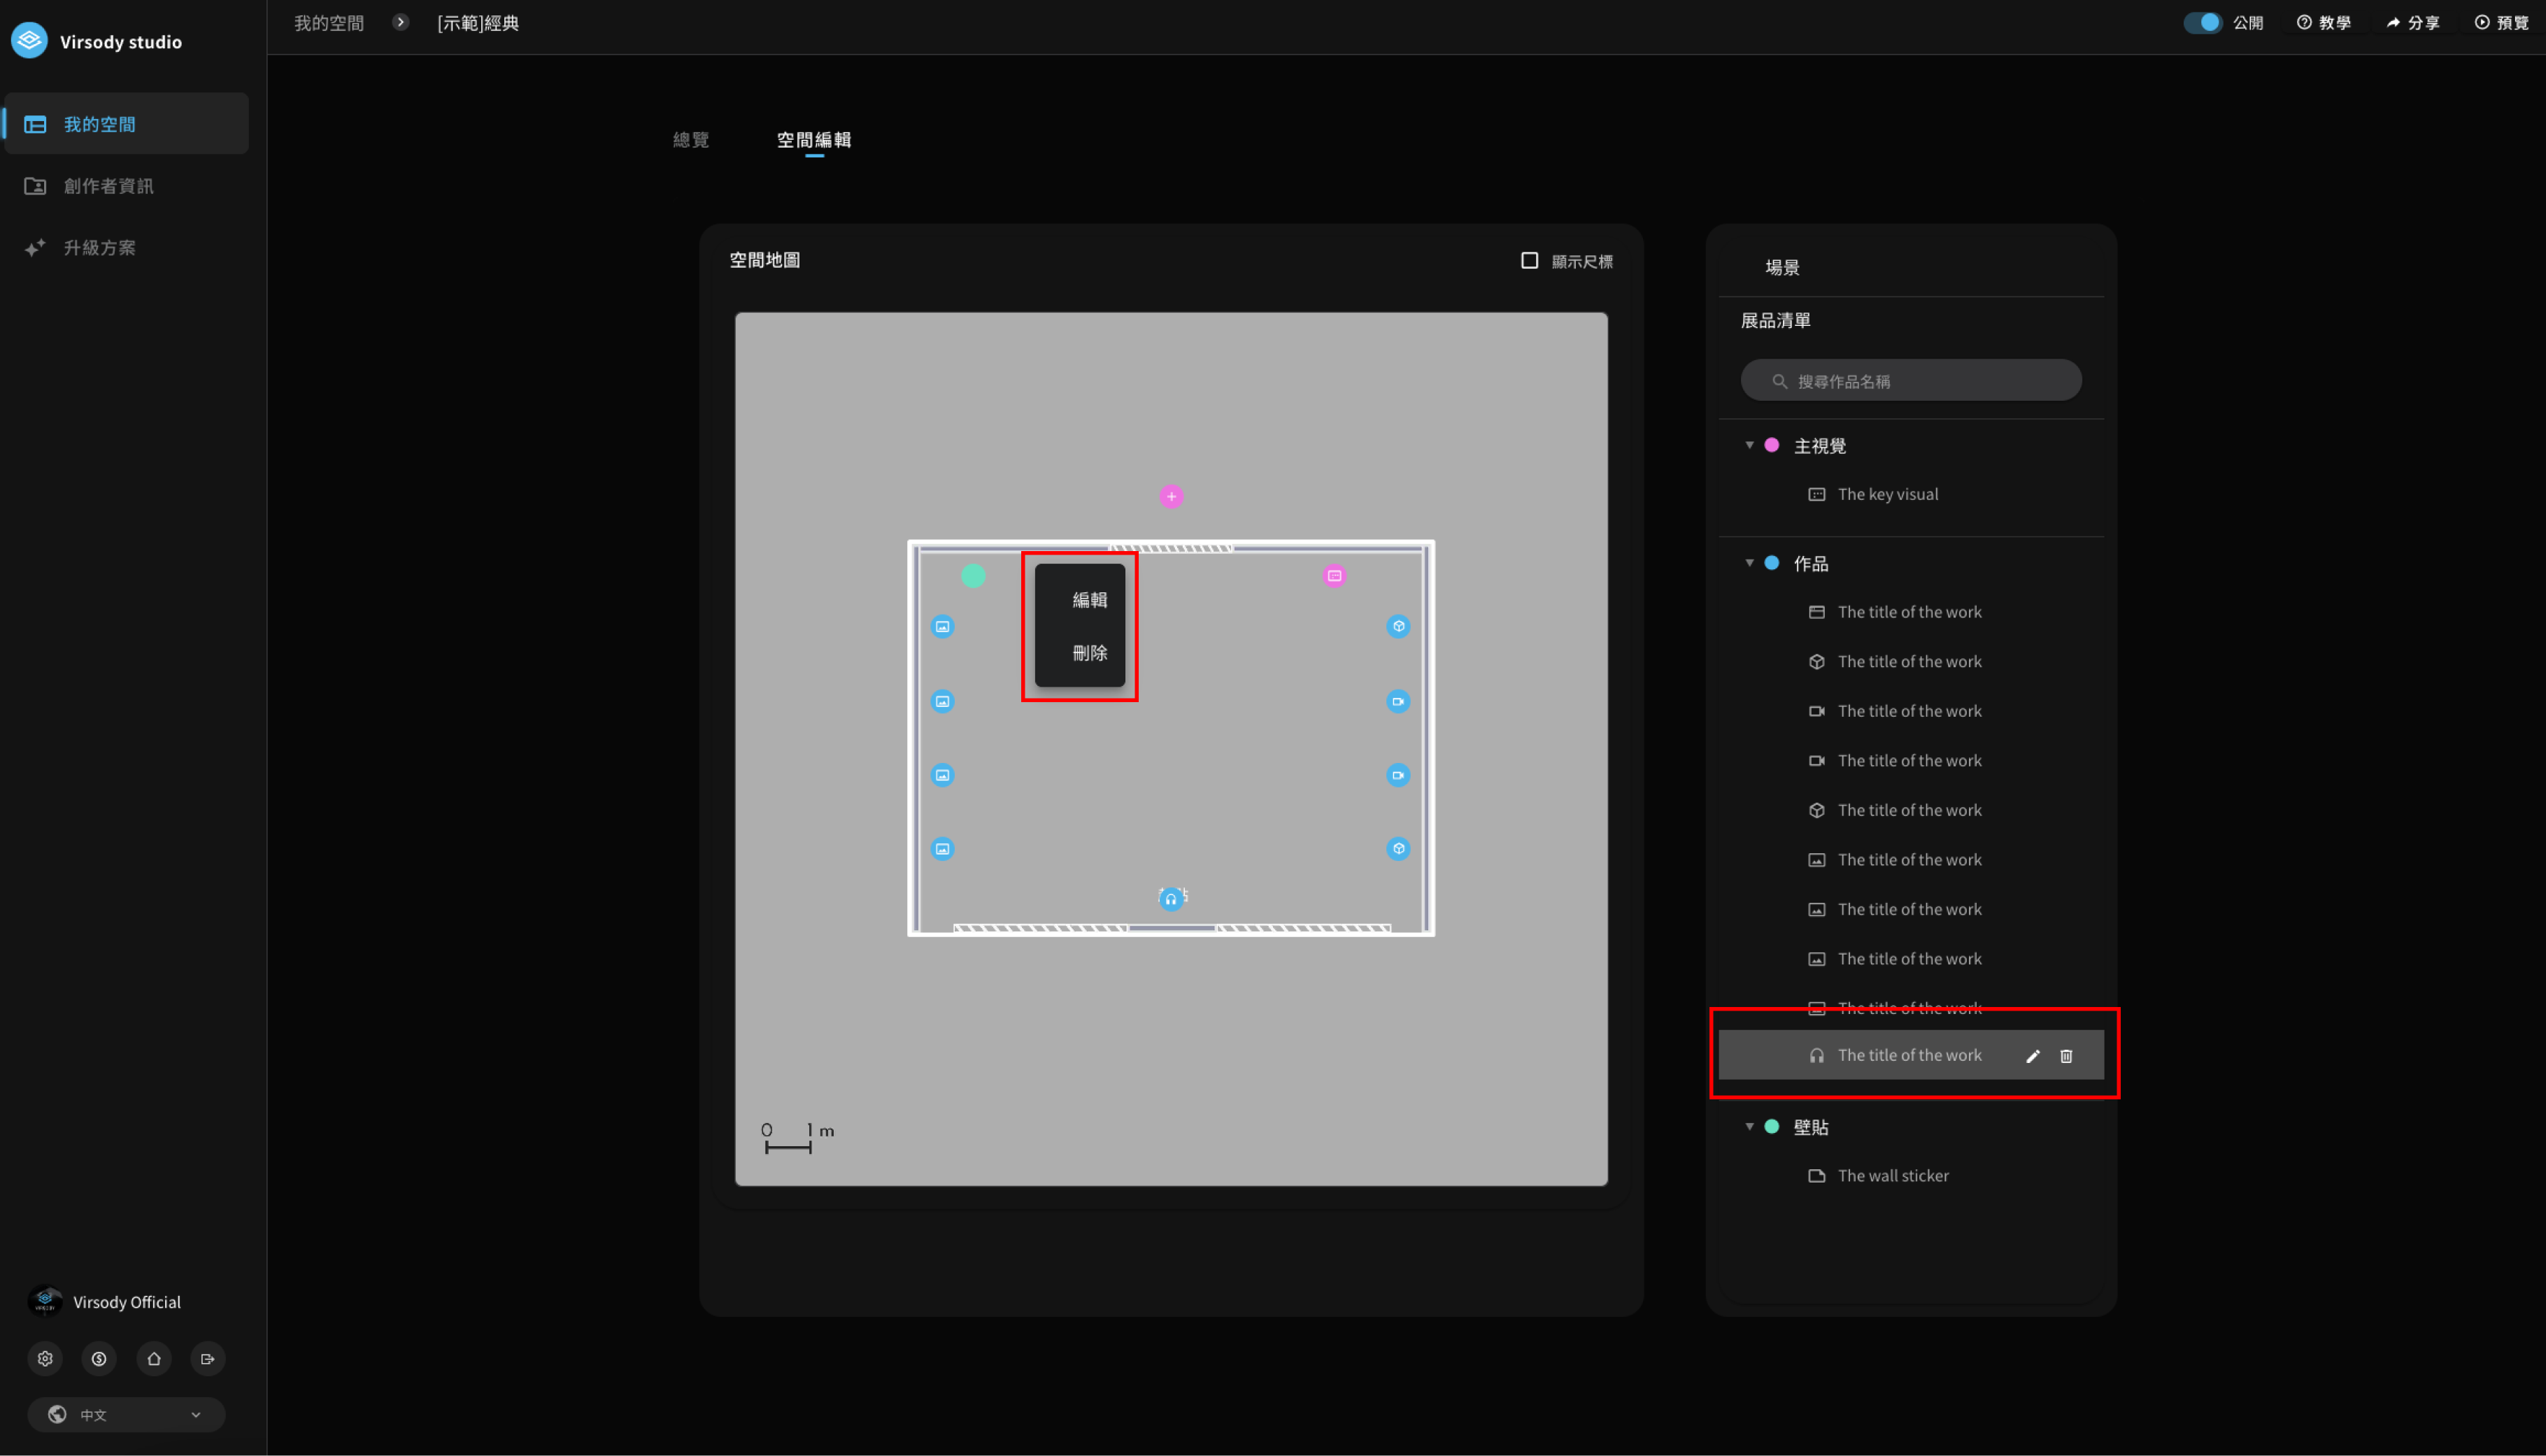 Virsody studio
我的空間
創作者資訊
升級方案
Virsody Official
中文
我的空間
[示範]經典
公開
教學
分享
預覽
總覽
空間編輯
空間地圖
顯示尺標
編輯
刪除
0 1 m
場景
展品清單
搜尋作品名稱
主視覺
The key visual
作品
The title of the work
The title of the work
The title of the work
The title of the work
The title of the work
The title of the work
The title of the work
The title of the work
The title of the work
The title of the work
壁貼
The wall sticker